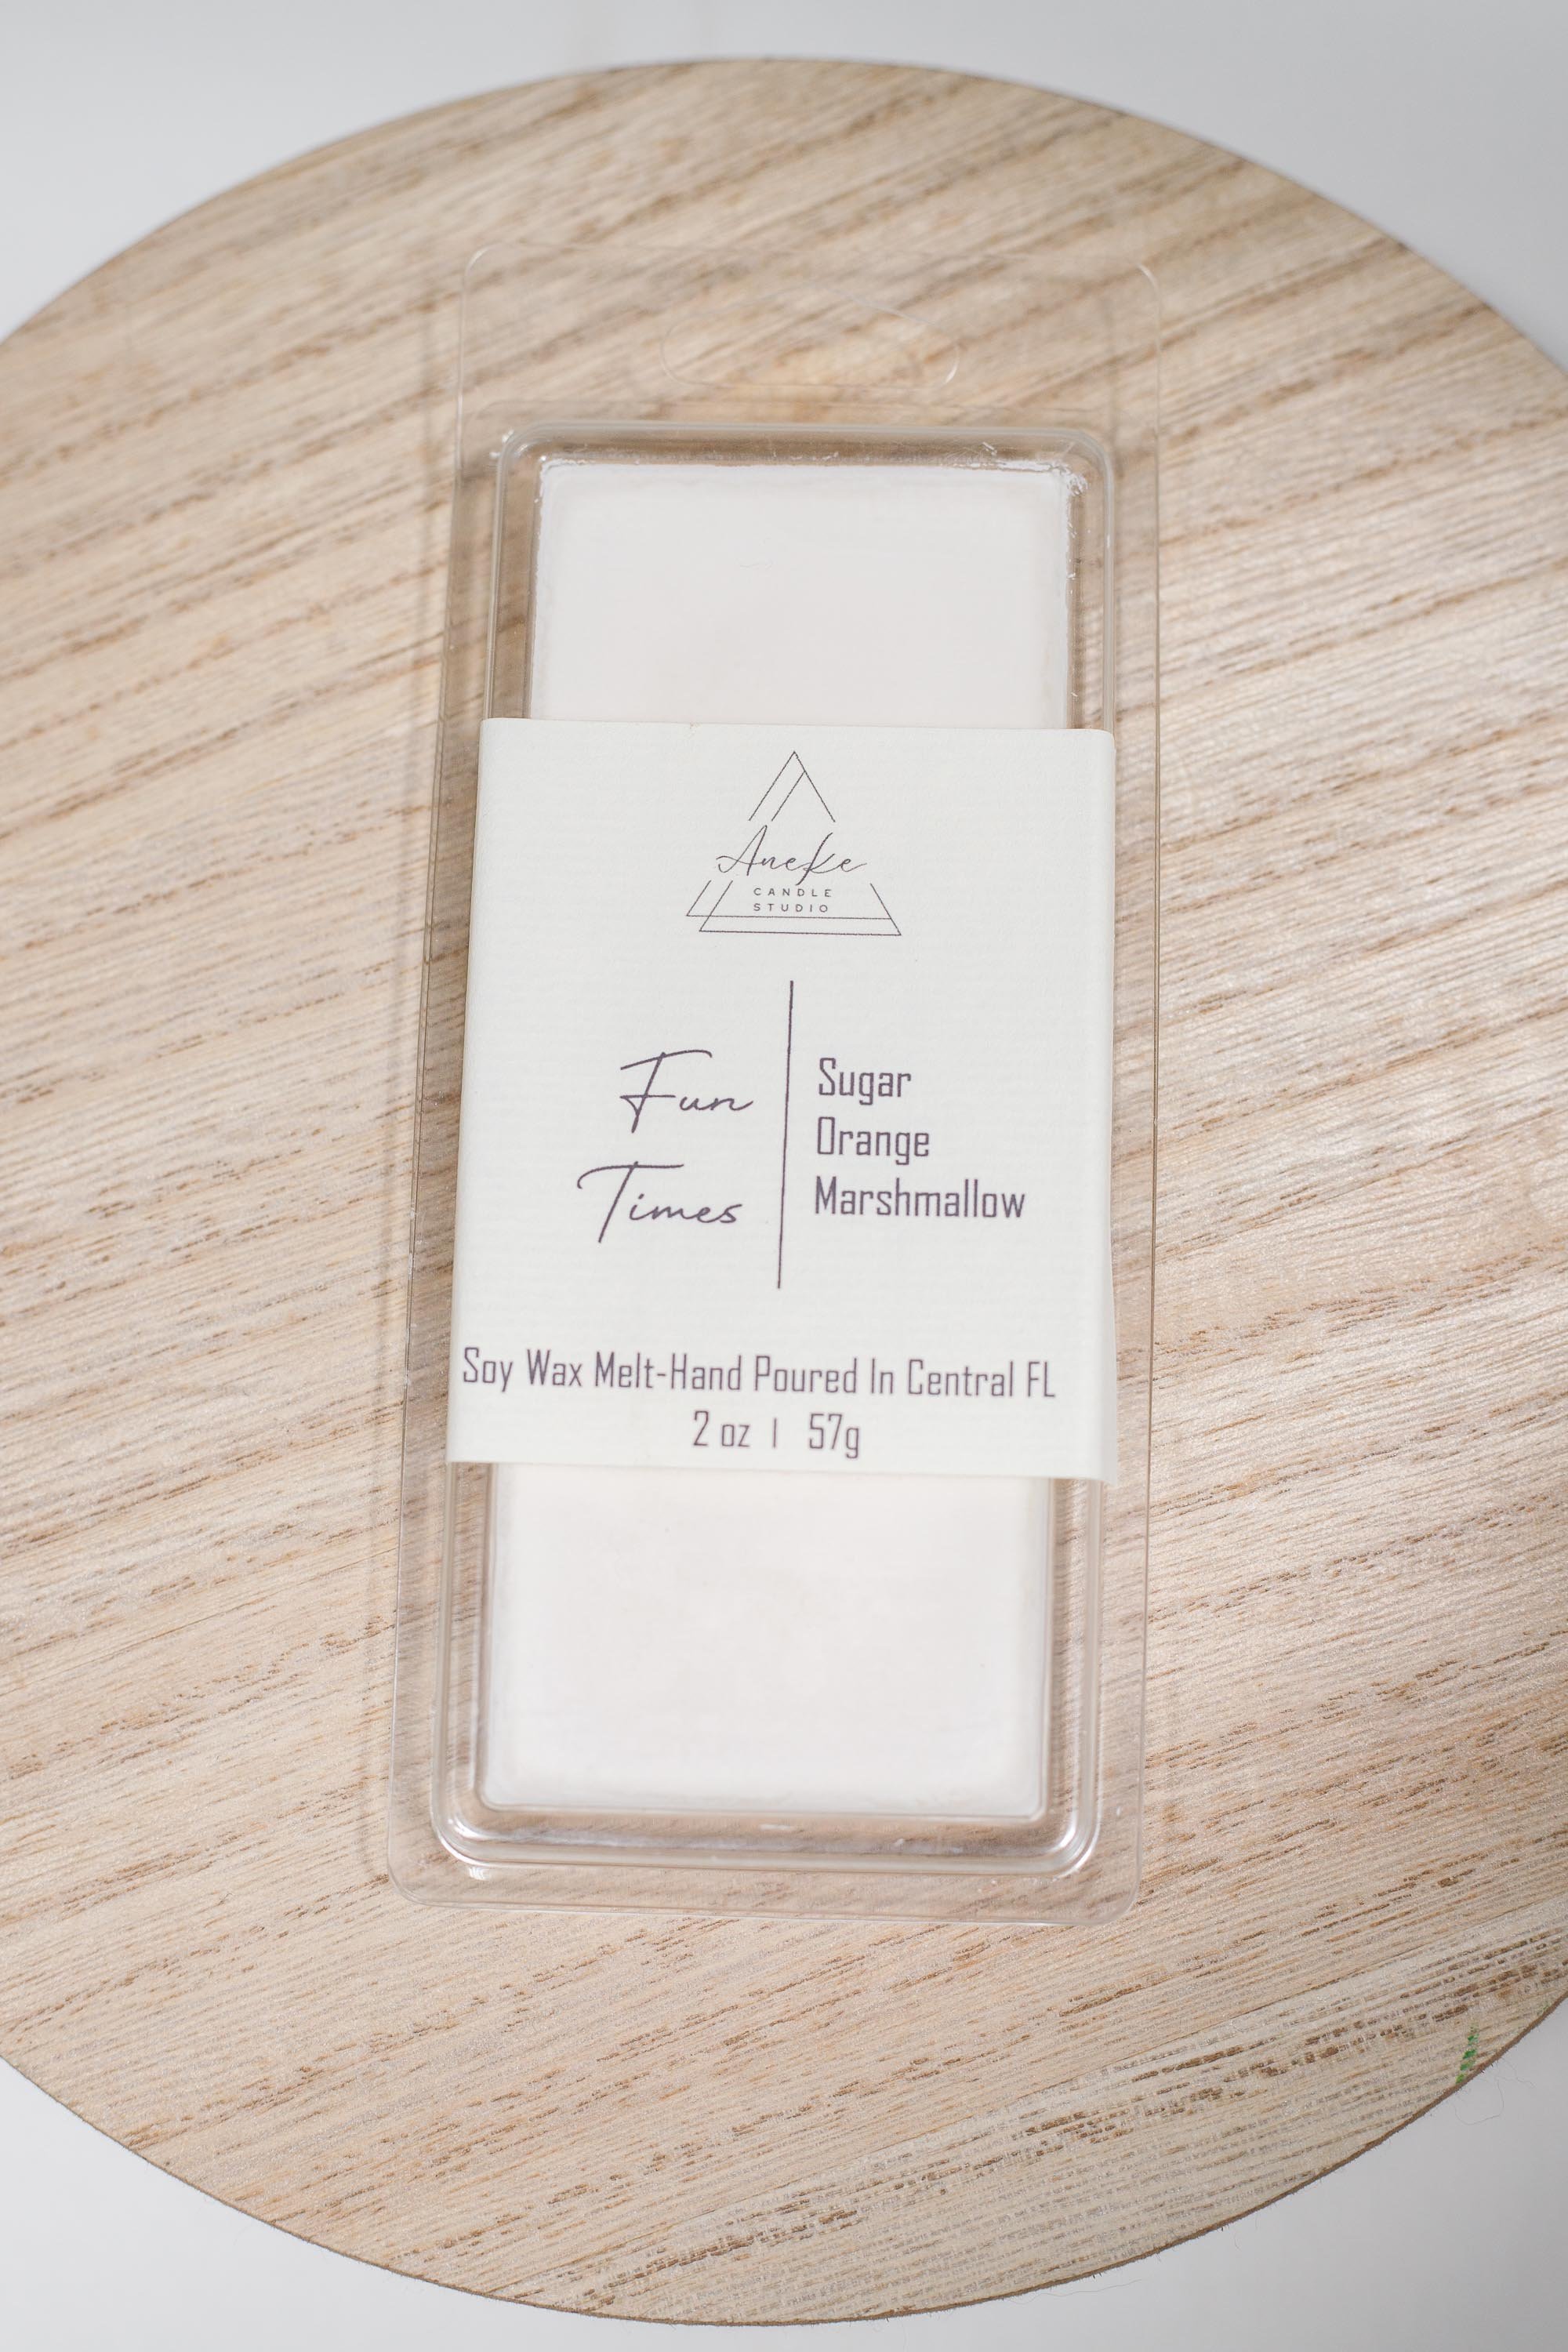 Aneke
CANDLE
STUDIO
Fun
Times
Sugar
Orange
Marshmallow
Soy Wax Melt-Hand Poured In Central FL
2 oz | 57g